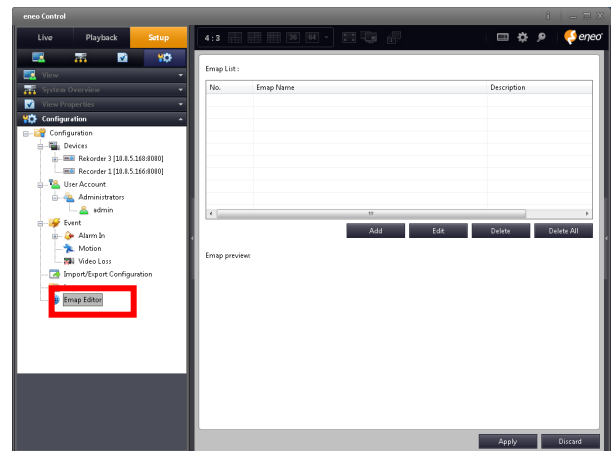 eneo Control
Live Playback Setup
4:3 36 64 eneo
View
System Overview
View Properties
Configuration
Configuration
Devices
Rekorder 3 [10.8.5.168:8080]
Recorder 1 [10.8.5.166:8080]
User Account
Administrators
admin
Event
Alarm In
Motion
Video Loss
Import/Export Configuration
Emap Editor
Emap List :
No. Emap Name Description
Add Edit Delete Delete All
Emap preview:
Apply Discard